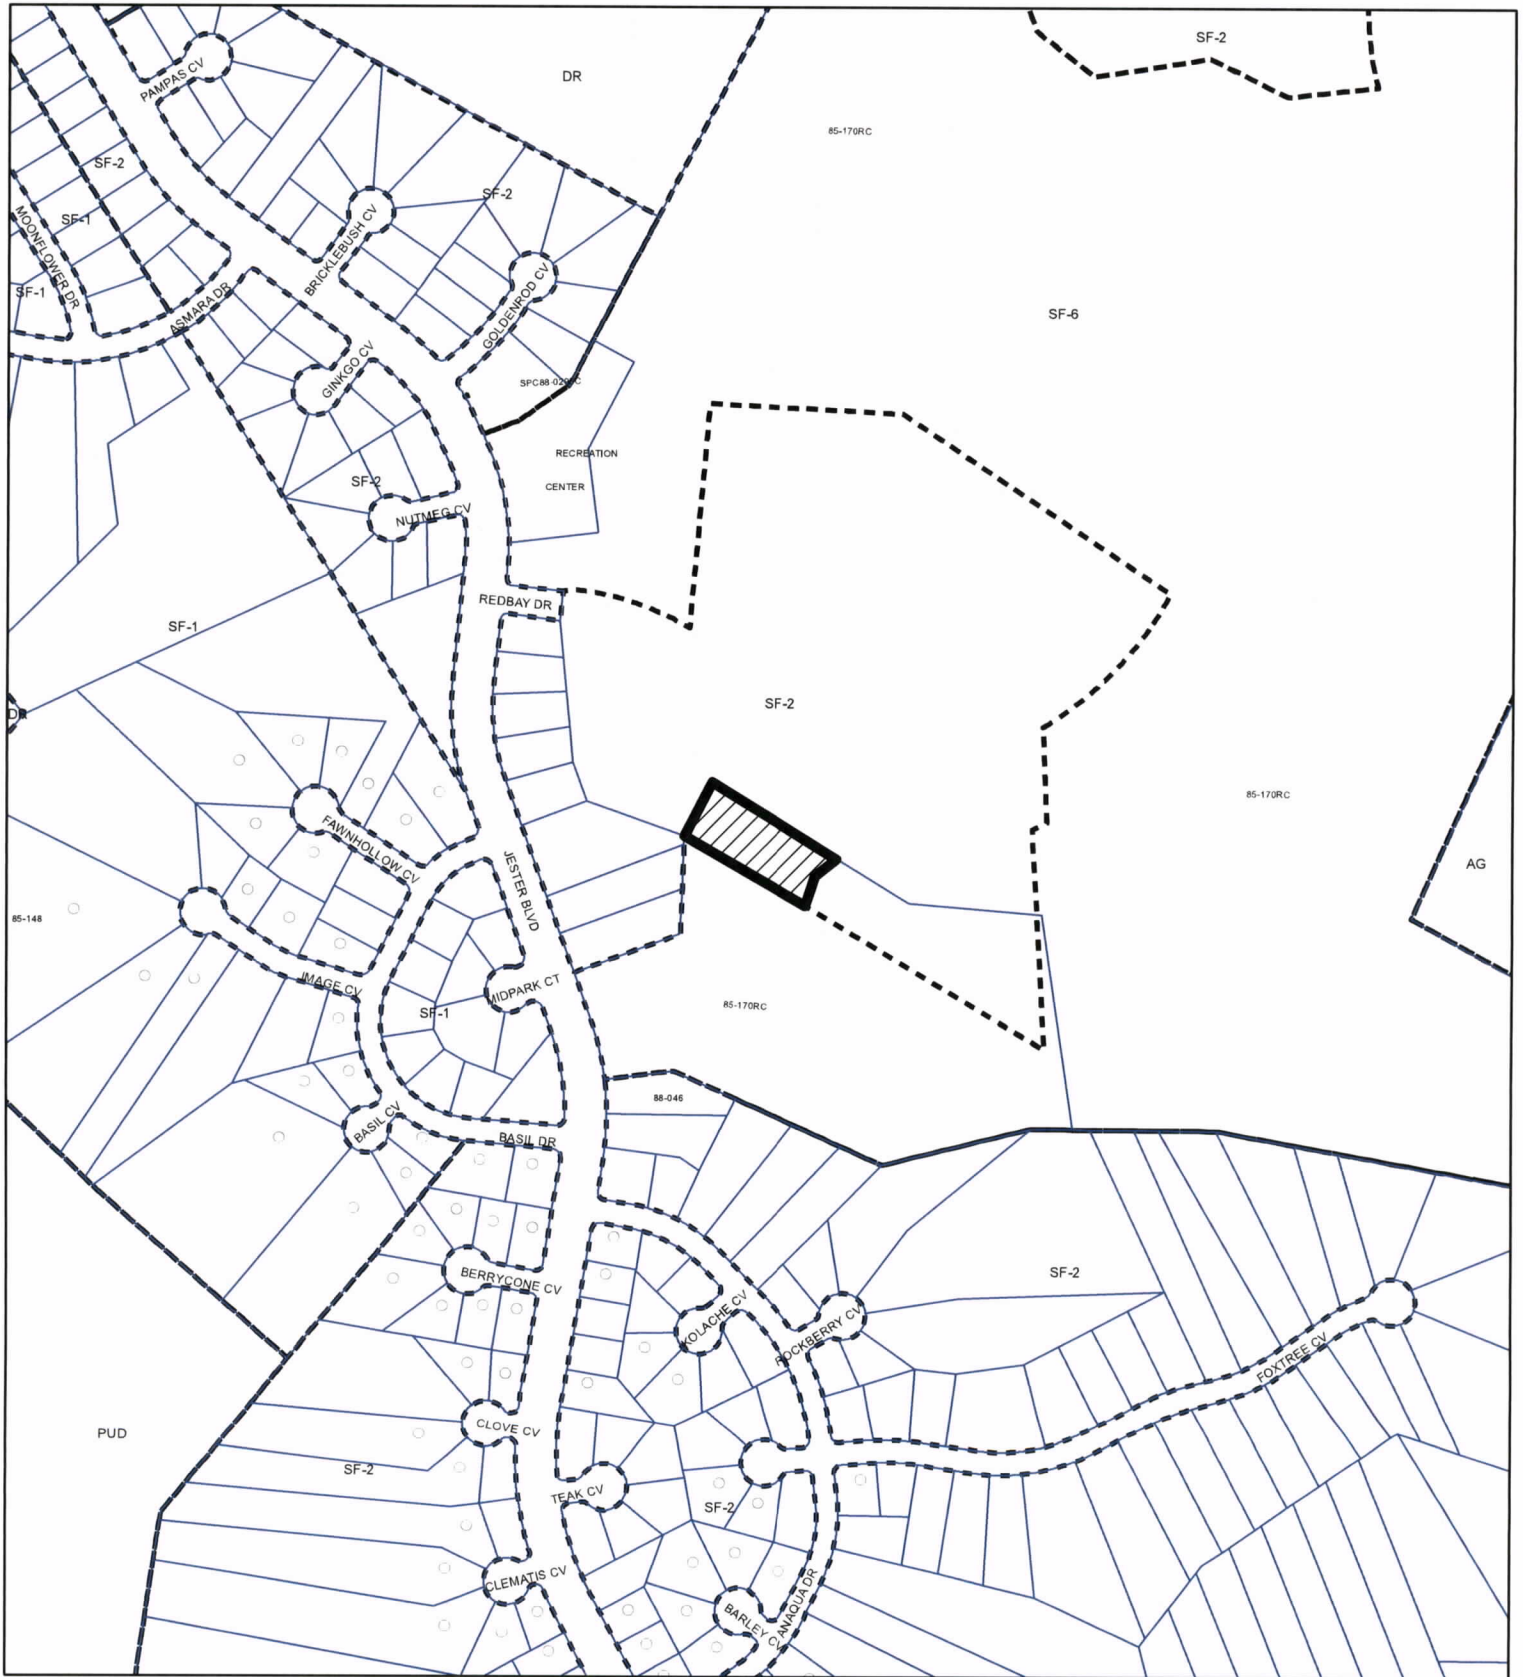 SF-2
DR
PAMPAS CV
85-170RC
SF-2
SF-2
MOONFLOWER DR
SF-1
BRICKLEBUSH CV
SF-1
ASMARA DR
GOLDENROD CV
SF-6
GINKGO CV
RECREATION
CENTER
SF-2
NUTMEG CV
REDBAY DR
SF-1
SF-2
DR
85-170RC
FAWNHOLLOW CV
JESTER BLVD
AG
85-148
IMAGE CV
MIDPARK CT
SF-1
85-170RC
88-046
BASIL CV
BASIL DR
BERRYCONE CV
SF-2
KOLACHE CV
ROCKBERRY CV
FOXTREE CV
CLOVE CV
PUD
SF-2
TEAK CV
SF-2
CLEMATIS CV
BARLEY CV
ANAQUA DR